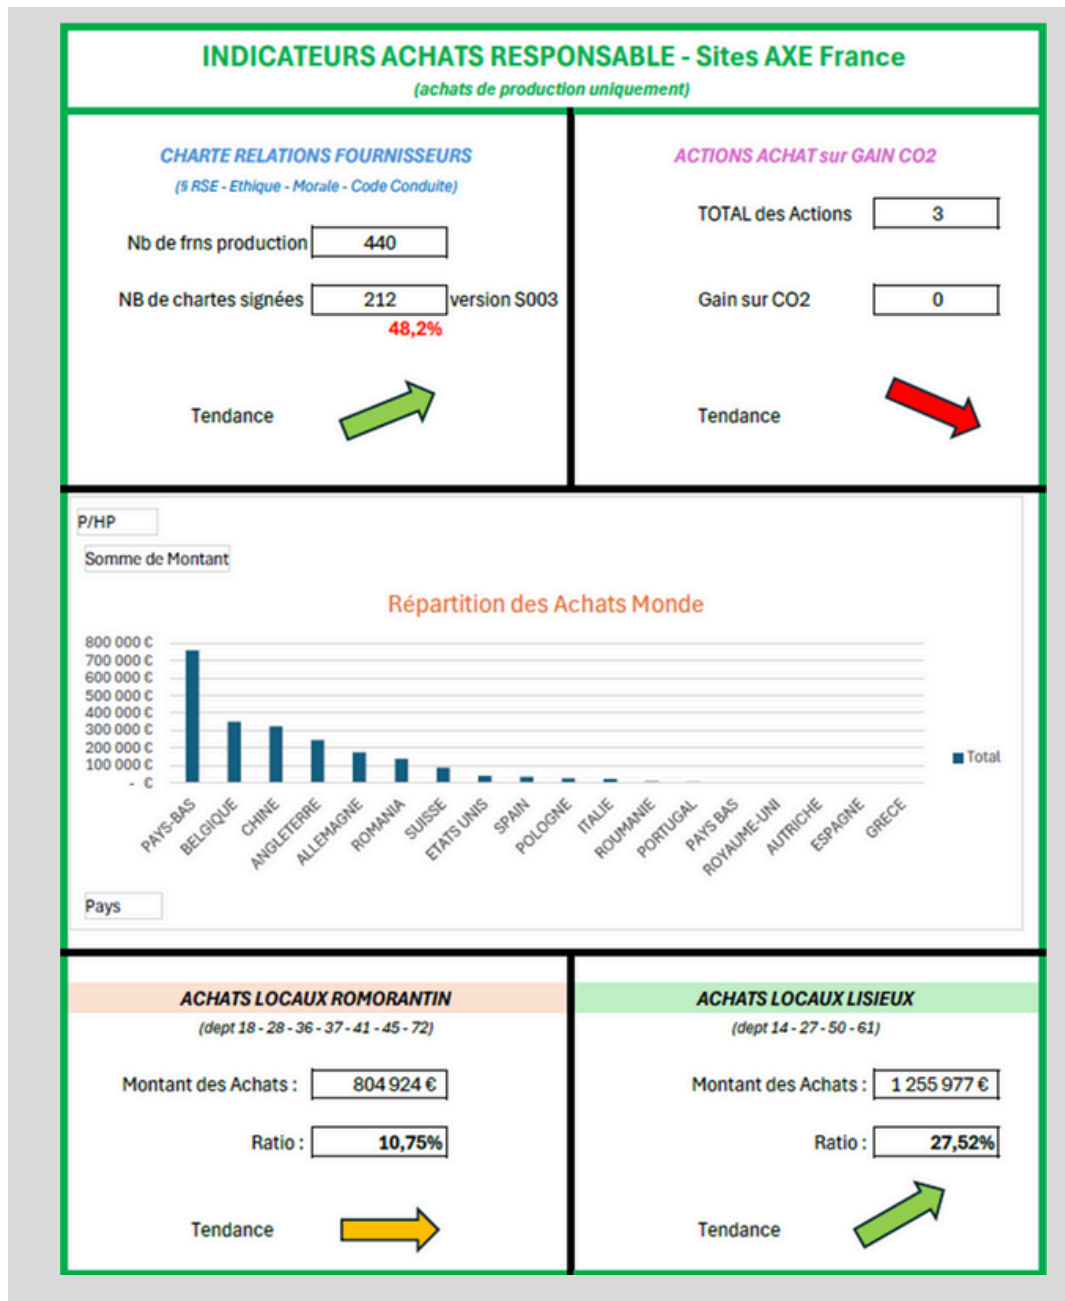 INDICATEURS ACHATS RESPONSABLE - Sites AXE France
(achats de production uniquement)
CHARTE RELATIONS FOURNISSEURS
(§ RSE - Ethique - Morale - Code Conduite)
Nb de frns production 440
NB de chartes signées 212 version S003
48,2%
Tendance
ACTIONS ACHAT sur GAIN CO2
TOTAL des Actions 3
Gain sur CO2 0
Tendance
P/HP
Somme de Montant
Répartition des Achats Monde
800 000 €
700 000 €
600 000 €
500 000 €
400 000 €
300 000 €
200 000 €
100 000 €
- €
PAYS-BAS
BELGIQUE
CHINE
ANGLETERRE
ALLEMAGNE
ROMANIA
SUISSE
ETATS UNIS
SPAIN
POLOGNE
ITALIE
ROUMANIE
PORTUGAL
PAYS BAS
ROYAUME-UNI
AUTRICHE
ESPAGNE
GRECE
Total
Pays
ACHATS LOCAUX ROMORANTIN
(dept 18 - 28 - 36 - 37 - 41 - 45 - 72)
Montant des Achats : 804 924 €
Ratio : 10,75%
Tendance
ACHATS LOCAUX LISIEUX
(dept 14 - 27 - 50 - 61)
Montant des Achats : 1 255 977 €
Ratio : 27,52%
Tendance